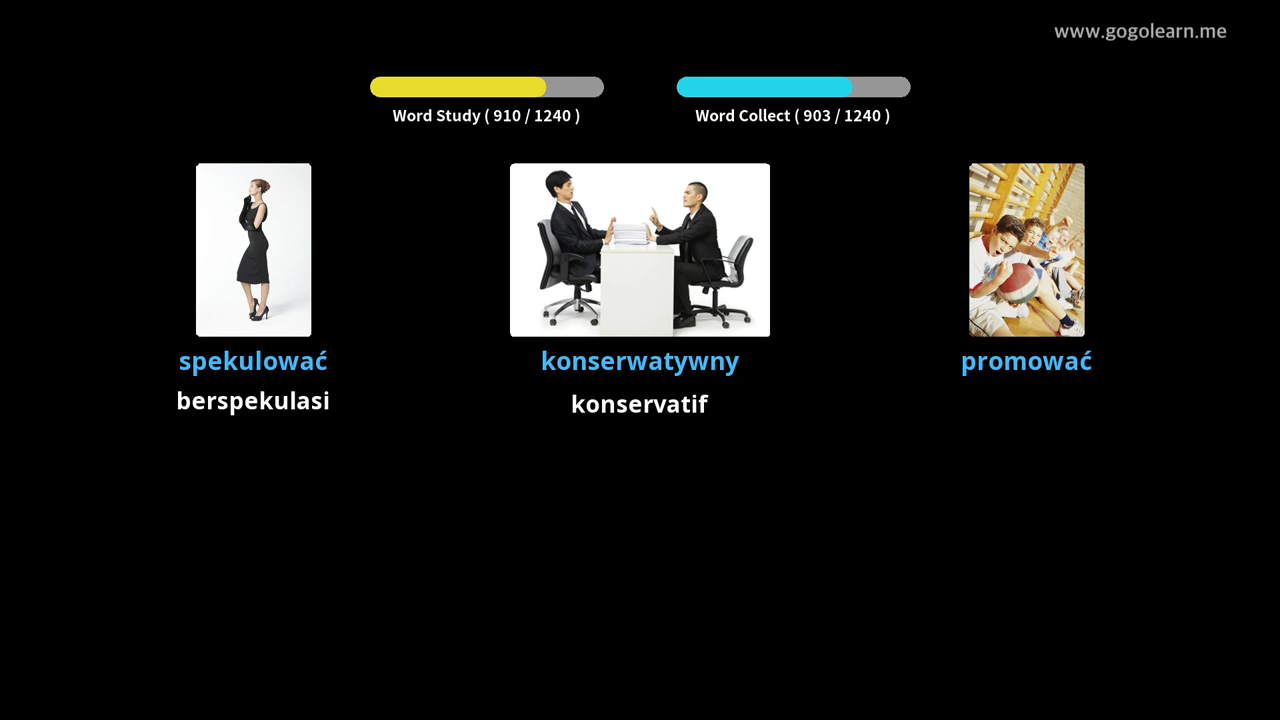 www.gogolearn.me
Word Study ( 910 / 1240 )
Word Collect ( 903 / 1240 )
spekulować
konserwatywny
promować
berspekulasi
konservatif